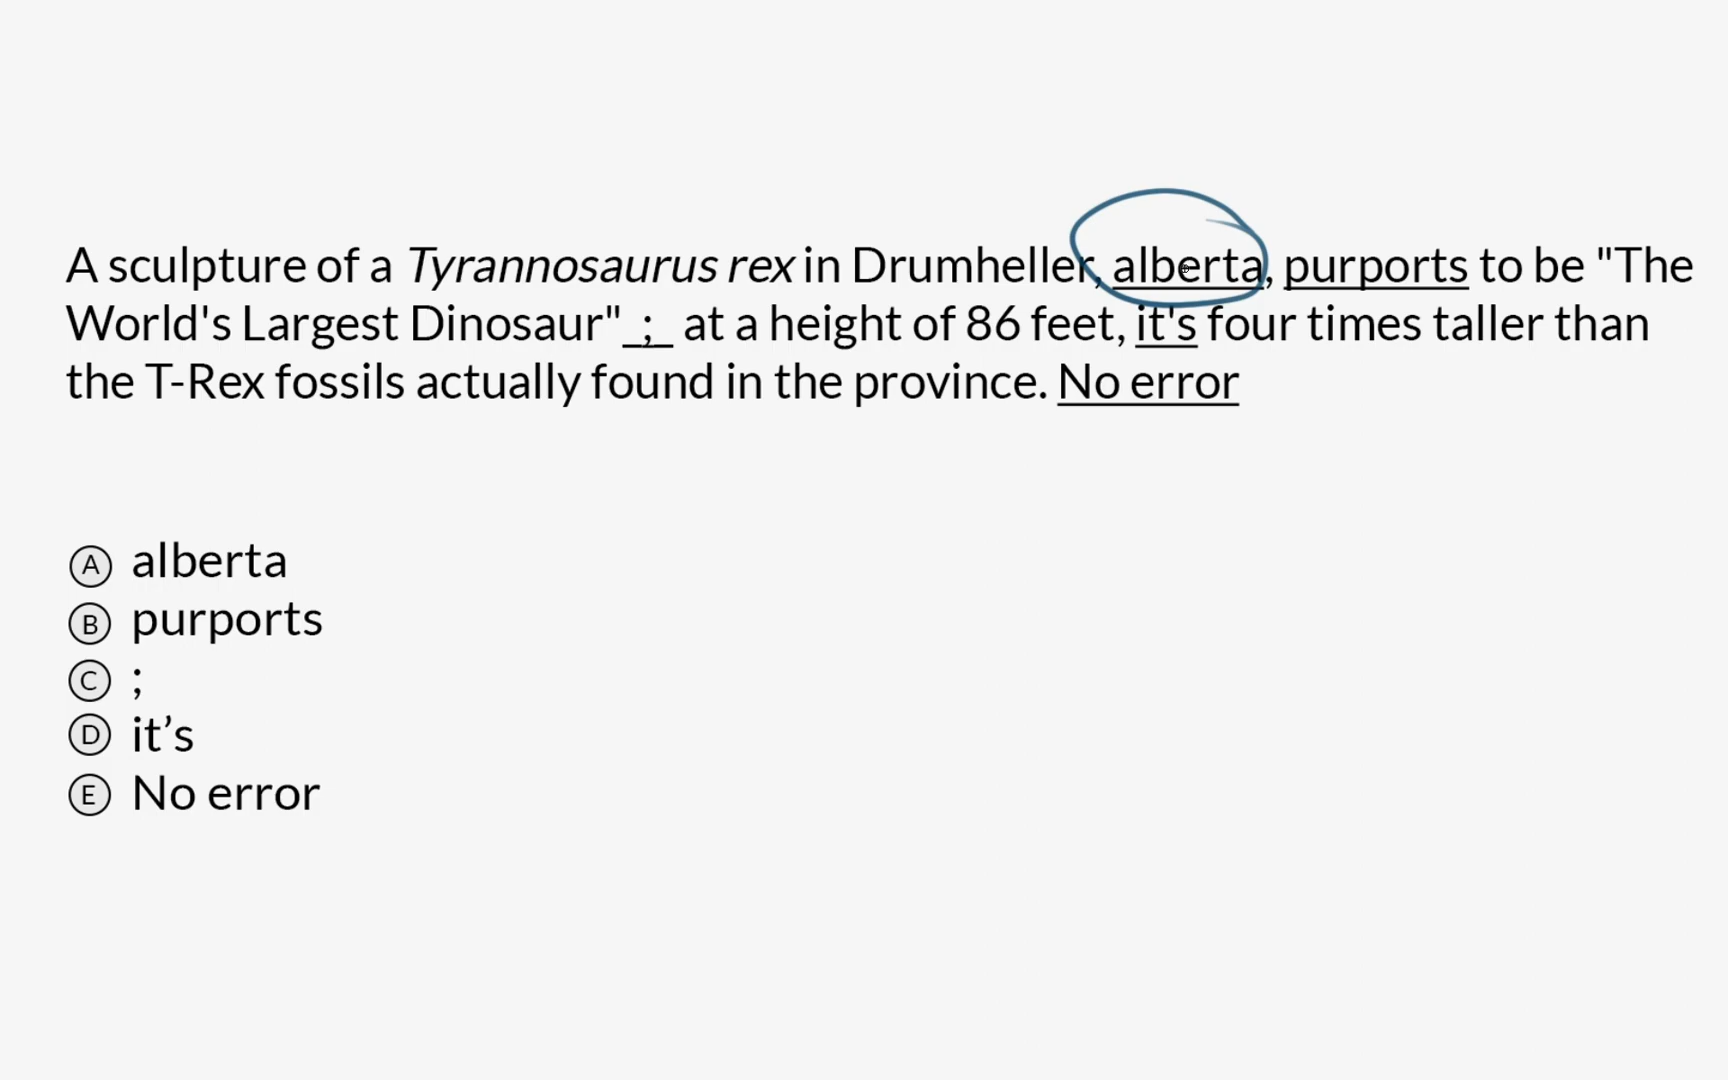 A sculpture of a Tyrannosaurus rex in Drumheller, alberta, purports to be "The
World's Largest Dinosaur"_;_ at a height of 86 feet, it's four times taller than
the T-Rex fossils actually found in the province. No error
A alberta
B purports
C ;
D it’s
E No error